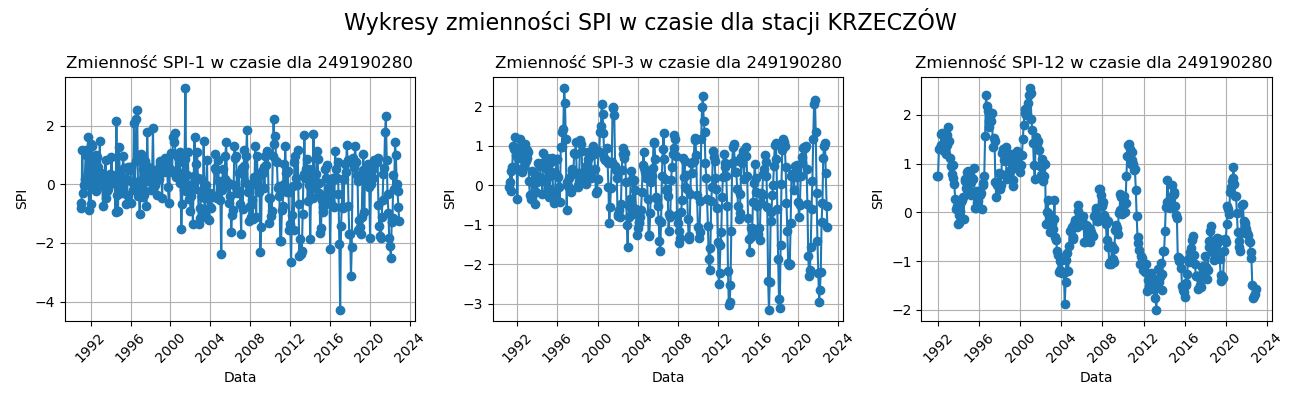 Wykresy zmienności SPI w czasie dla stacji KRZECZÓW
Zmienność SPI-1 w czasie dla 249190280
SPI
2
0
−2
−4
1992 1996 2000 2004 2008 2012 2016 2020 2024
Data
Zmienność SPI-3 w czasie dla 249190280
SPI
2
1
0
−1
−2
−3
1992 1996 2000 2004 2008 2012 2016 2020 2024
Data
Zmienność SPI-12 w czasie dla 249190280
SPI
2
1
0
−1
−2
1992 1996 2000 2004 2008 2012 2016 2020 2024
Data